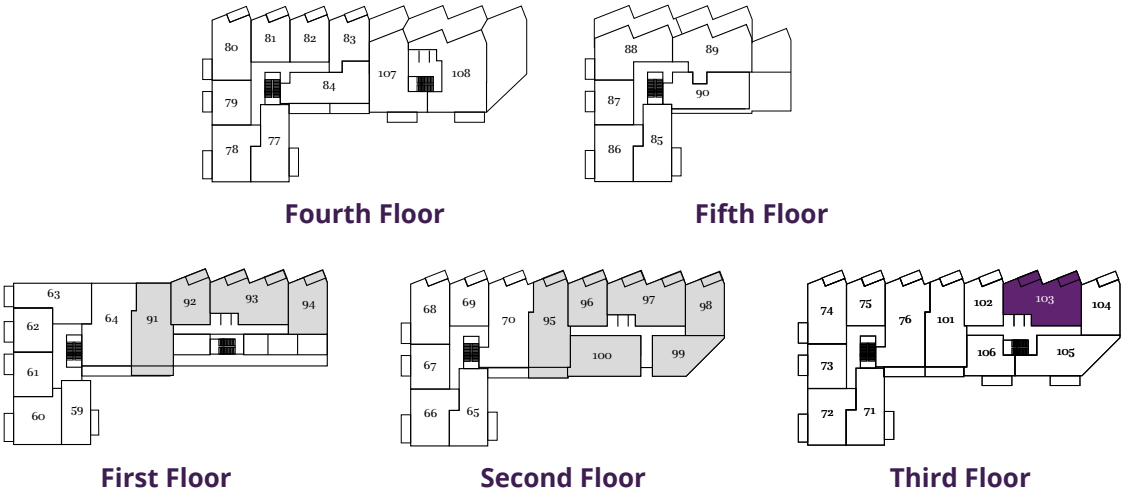 80 81 82 83
84 107 108
79
78 77
Fourth Floor
88 89
87 90
86 85
Fifth Floor
63 64 91 92 93 94
62
61
60 59
First Floor
68 69 70 95 96 97 98
67 100 99
66 65
Second Floor
74 75 76 101 102 103 104
73 106 105
72 71
Third Floor